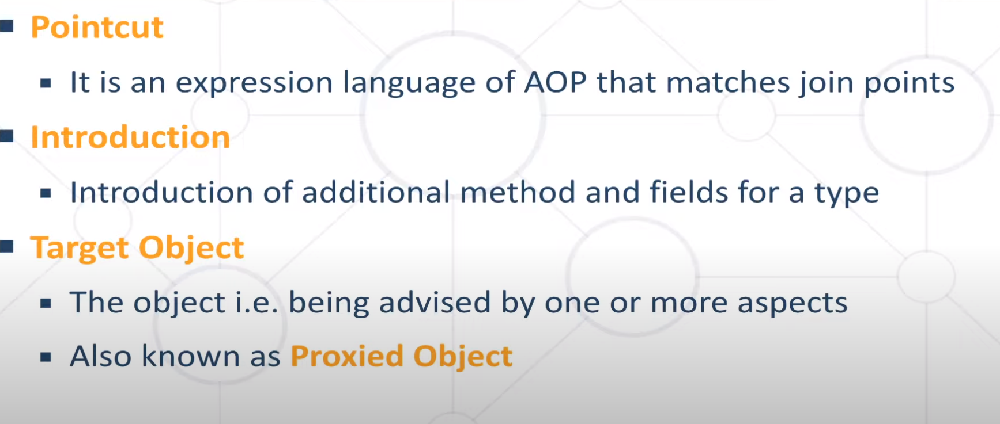 Pointcut
It is an expression language of AOP that matches join points
Introduction
Introduction of additional method and fields for a type
Target Object
The object i.e. being advised by one or more aspects
Also known as Proxied Object